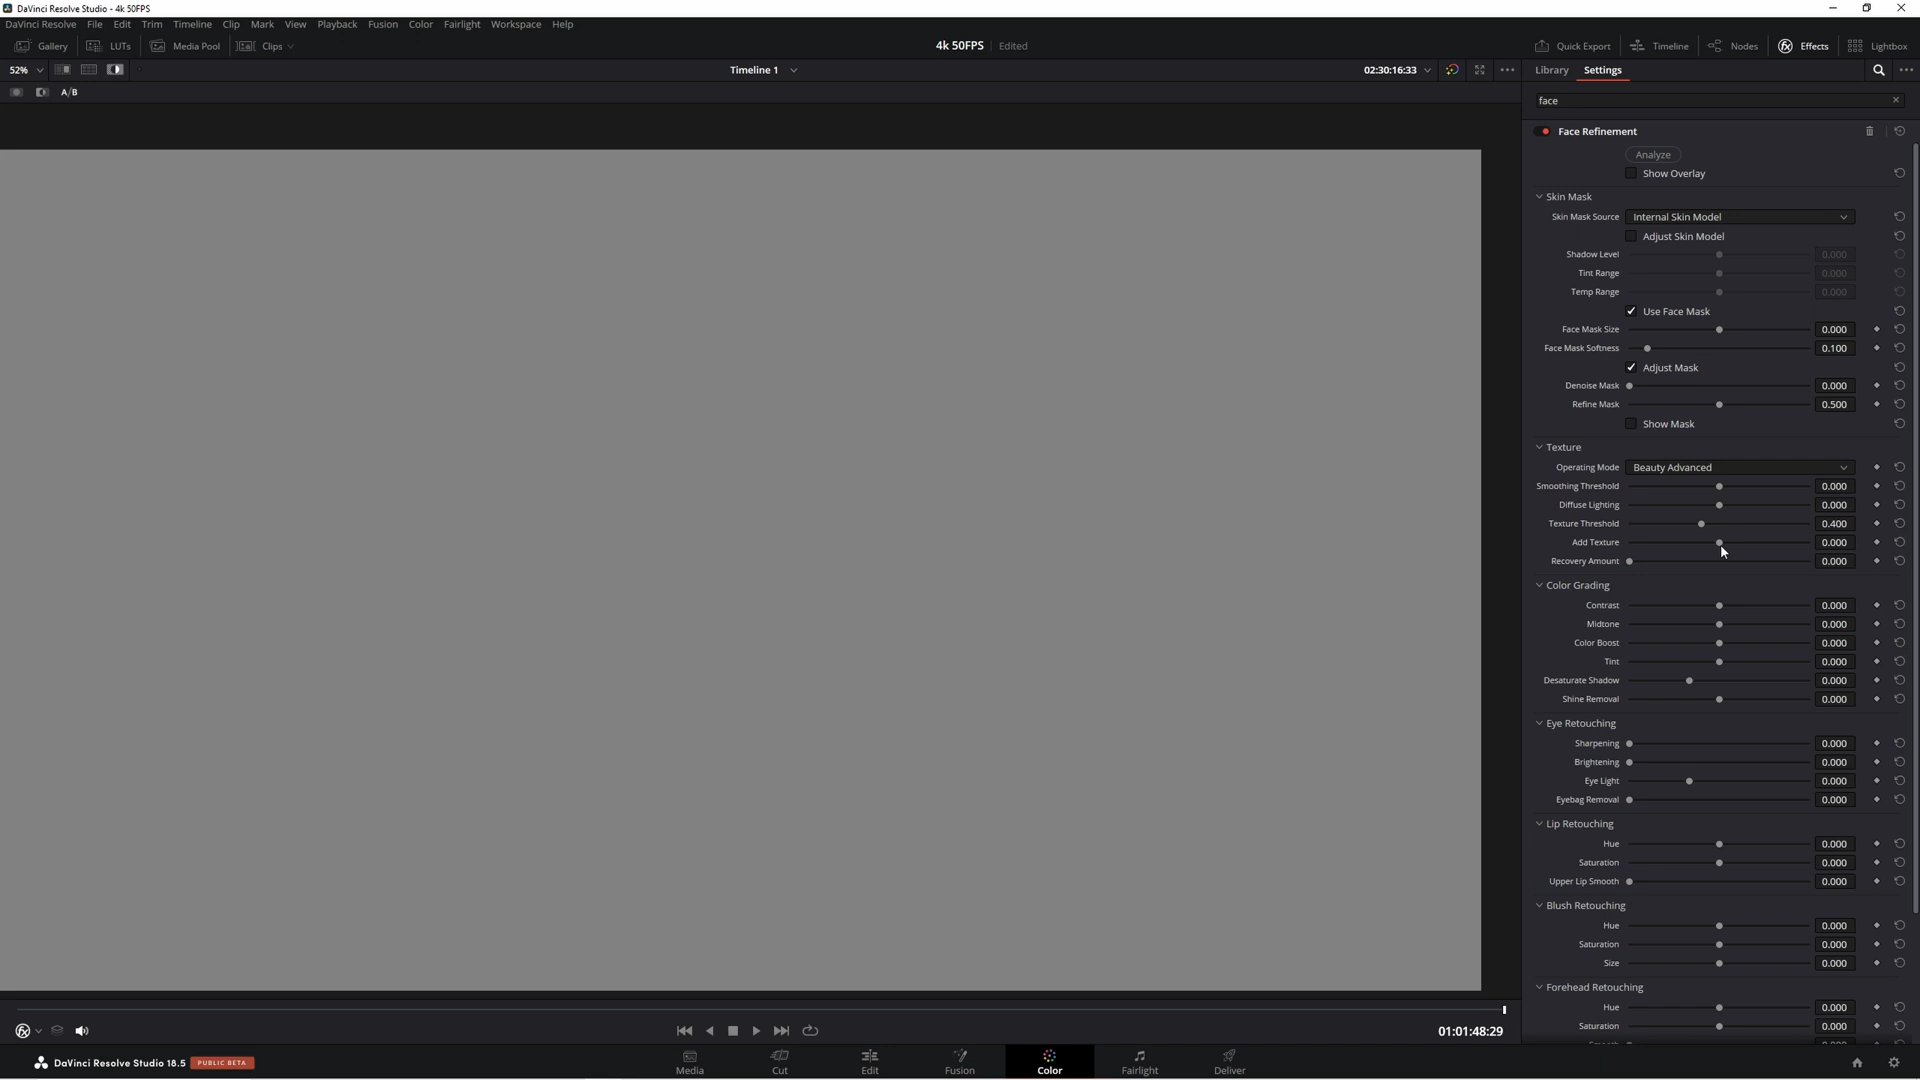 DaVinci Resolve Studio - 4k 50FPS
DaVinci Resolve File Edit Trim Timeline Clip Mark View Playback Fusion Color Fairlight Workspace Help
Gallery LUTs Media Pool Clips 4k 50FPS Edited Quick Export Timeline Nodes Effects Lightbox
52% Timeline 1 02:30:16:33 Library Settings
A/B
face
Face Refinement
Analyze
Show Overlay
Skin Mask
Skin Mask Source Internal Skin Model
Adjust Skin Model
Shadow Level 0.000
Tint Range 0.000
Temp Range 0.000
Use Face Mask
Face Mask Size 0.000
Face Mask Softness 0.100
Adjust Mask
Denoise Mask 0.000
Refine Mask 0.500
Show Mask
Texture
Operating Mode Beauty Advanced
Smoothing Threshold 0.000
Diffuse Lighting 0.000
Texture Threshold 0.400
Add Texture 0.000
Recovery Amount 0.000
Color Grading
Contrast 0.000
Midtone 0.000
Color Boost 0.000
Tint 0.000
Desaturate Shadow 0.000
Shine Removal 0.000
Eye Retouching
Sharpening 0.000
Brightening 0.000
Eye Light 0.000
Eyebag Removal 0.000
Lip Retouching
Hue 0.000
Saturation 0.000
Upper Lip Smooth 0.000
Blush Retouching
Hue 0.000
Saturation 0.000
Size 0.000
Forehead Retouching
Hue 0.000
Saturation 0.000
01:01:48:29
DaVinci Resolve Studio 18.5 PUBLIC BETA
Media Cut Edit Fusion Color Fairlight Deliver